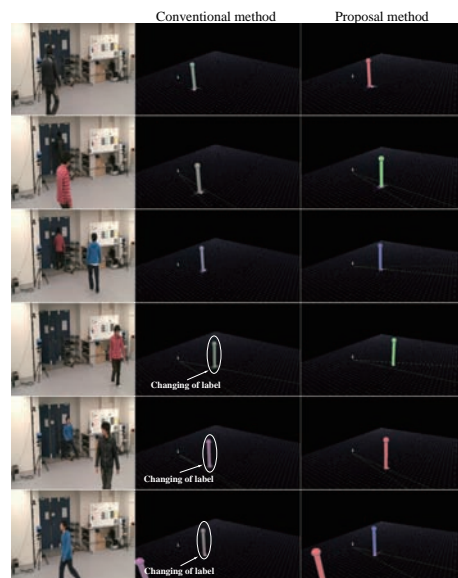 Conventional method
Proposal method
Changing of label
Changing of label
Changing of label